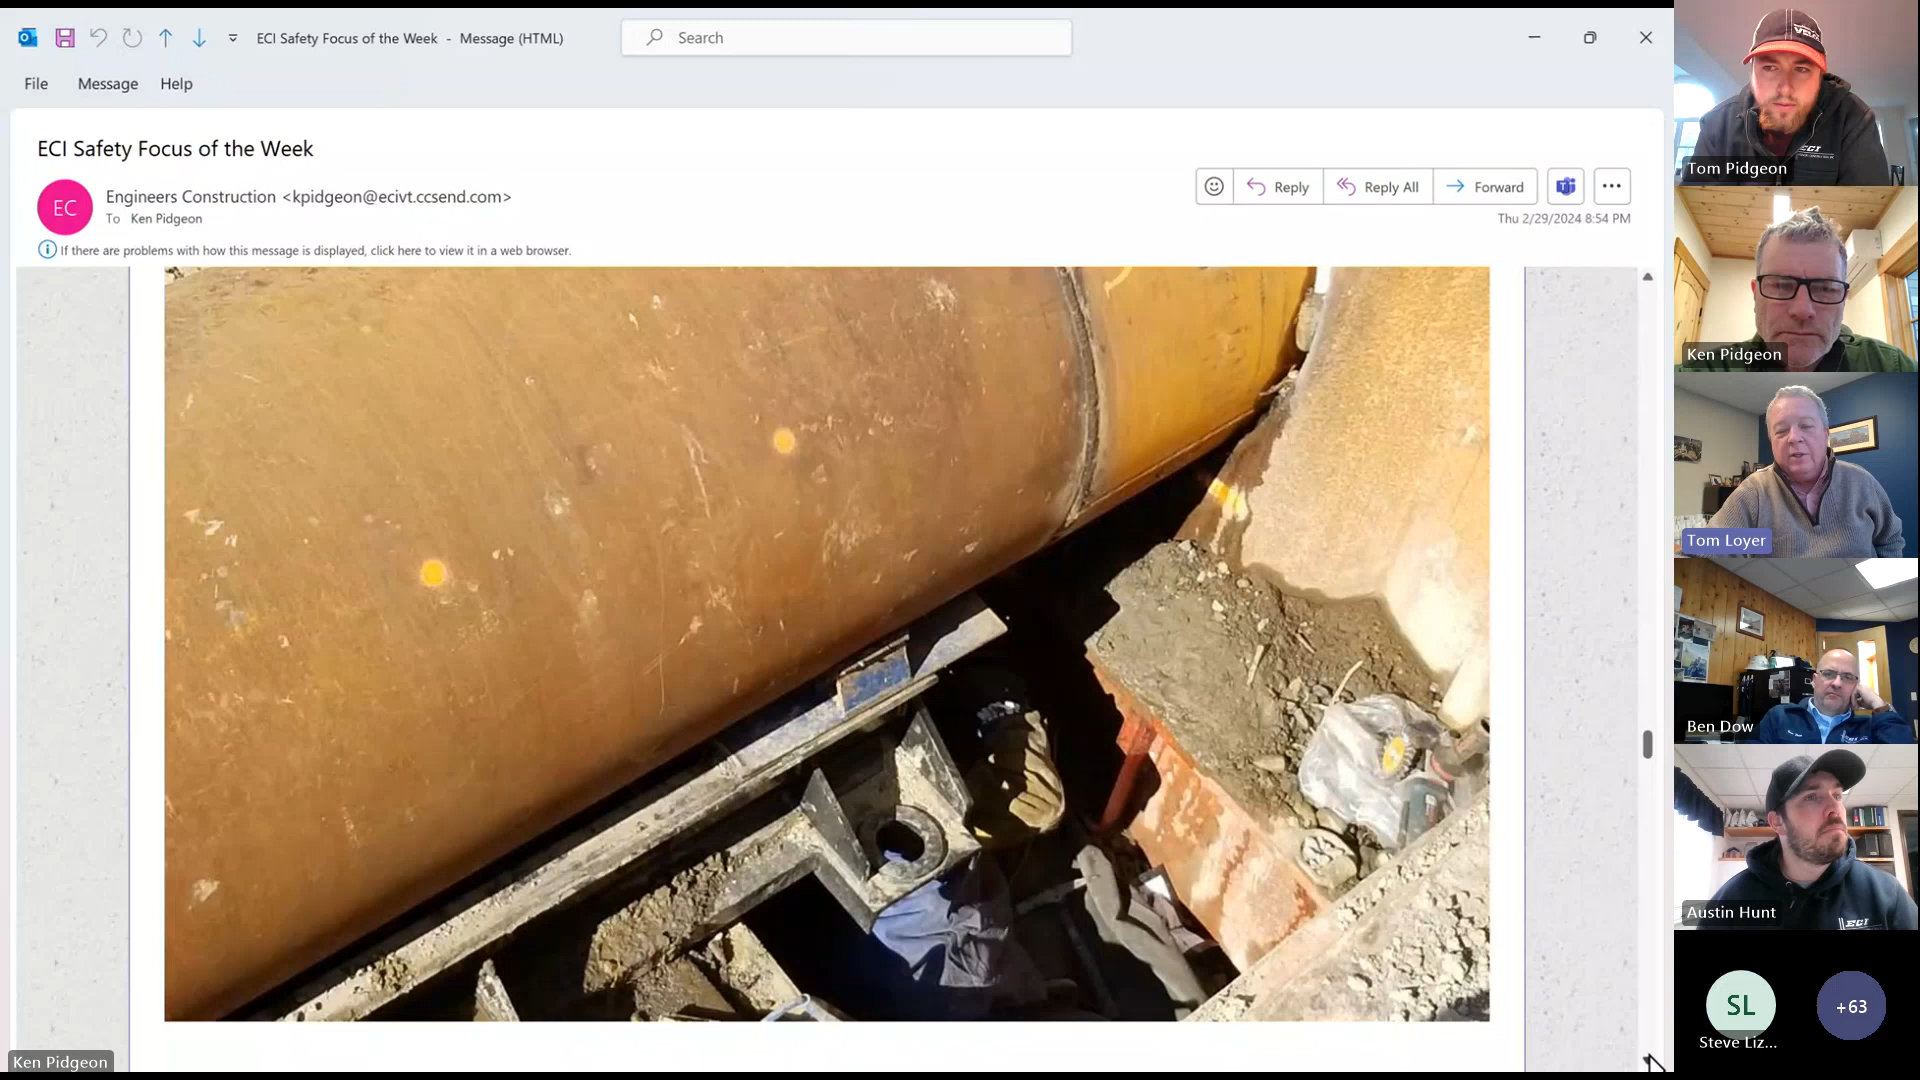 ECI Safety Focus of the Week - Message (HTML)
Search
File Message Help
ECI Safety Focus of the Week
EC
Engineers Construction <kpidgeon@ecivt.ccsend.com>
To Ken Pidgeon
Reply
Reply All
Forward
Thu 2/29/2024 8:54 PM
If there are problems with how this message is displayed, click here to view it in a web browser.
Ken Pidgeon
ECI
Tom Pidgeon
Ken Pidgeon
Tom Loyer
Ben Dow
ECI
Austin Hunt
SL
Steve Liz...
+63